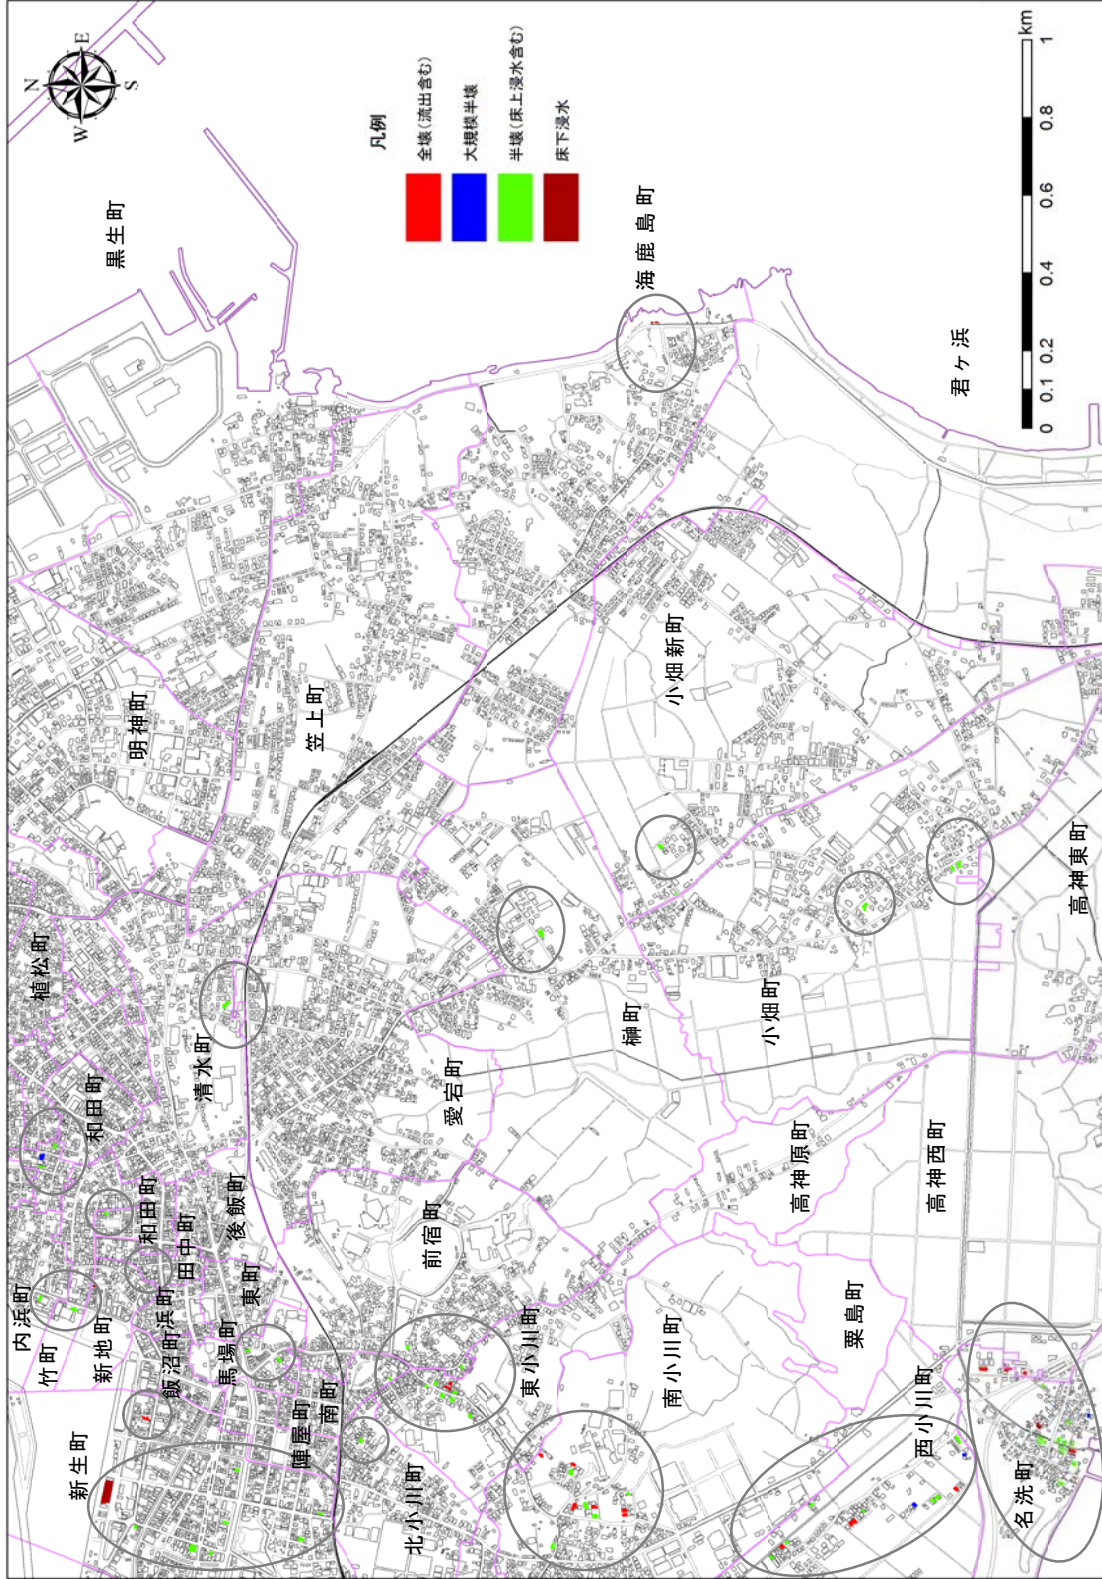 N
E
S
W
凡例
全壊(流出含む)
大規模半壊
半壊(床上浸水含む)
床下浸水
黒生町
海鹿島町
君ヶ浜
km
0 0.1 0.2 0.4 0.6 0.8 1
明神町
笠上町
小畑新町
植松町
和田町
清水町
愛宕町
榊町
小畑町
高神東町
和田町
田中町
後飯町
前宿町
高神原町
高神西町
内浜町
竹町
新地町
飯沼町
浜町
馬場町
東町
東小川町
南小川町
粟島町
新生町
陣屋町
南町
北小川町
西小川町
名洗町